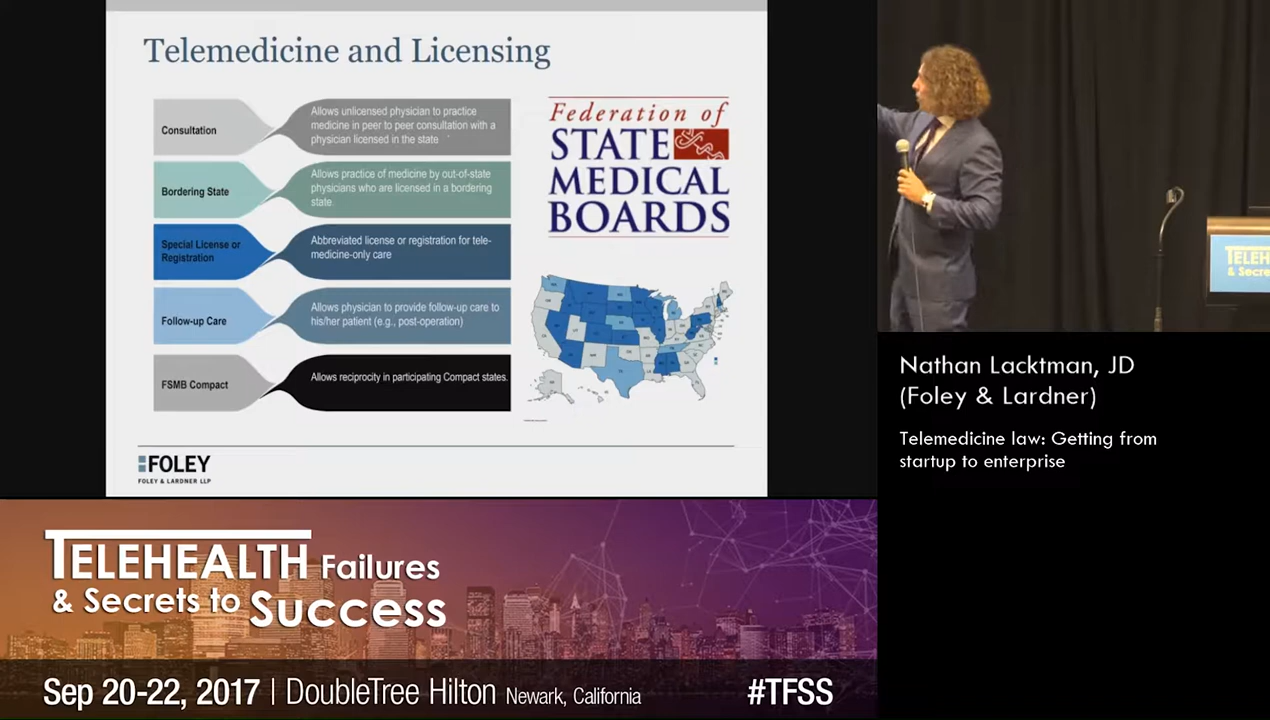 Telemedicine and Licensing
Consultation
Allows unlicensed physician to practice
medicine in peer to peer consultation with a
physician licensed in the state
Bordering State
Allows practice of medicine by out-of-state
physicians who are licensed in a bordering
state.
Special License or
Registration
Abbreviated license or registration for tele-
medicine-only care
Follow-up Care
Allows physician to provide follow-up care to
his/her patient (e.g., post-operation)
FSMB Compact
Allows reciprocity in participating Compact states.
Federation of
STATE
MEDICAL
BOARDS
FOLEY
FOLEY & LARDNER LLP
TELEH
& Secre
Nathan Lacktman, JD
(Foley & Lardner)
Telemedicine law: Getting from
startup to enterprise
TELEHEALTH Failures
& Secrets to Success
Sep 20-22, 2017 | DoubleTree Hilton Newark, California
#TFSS